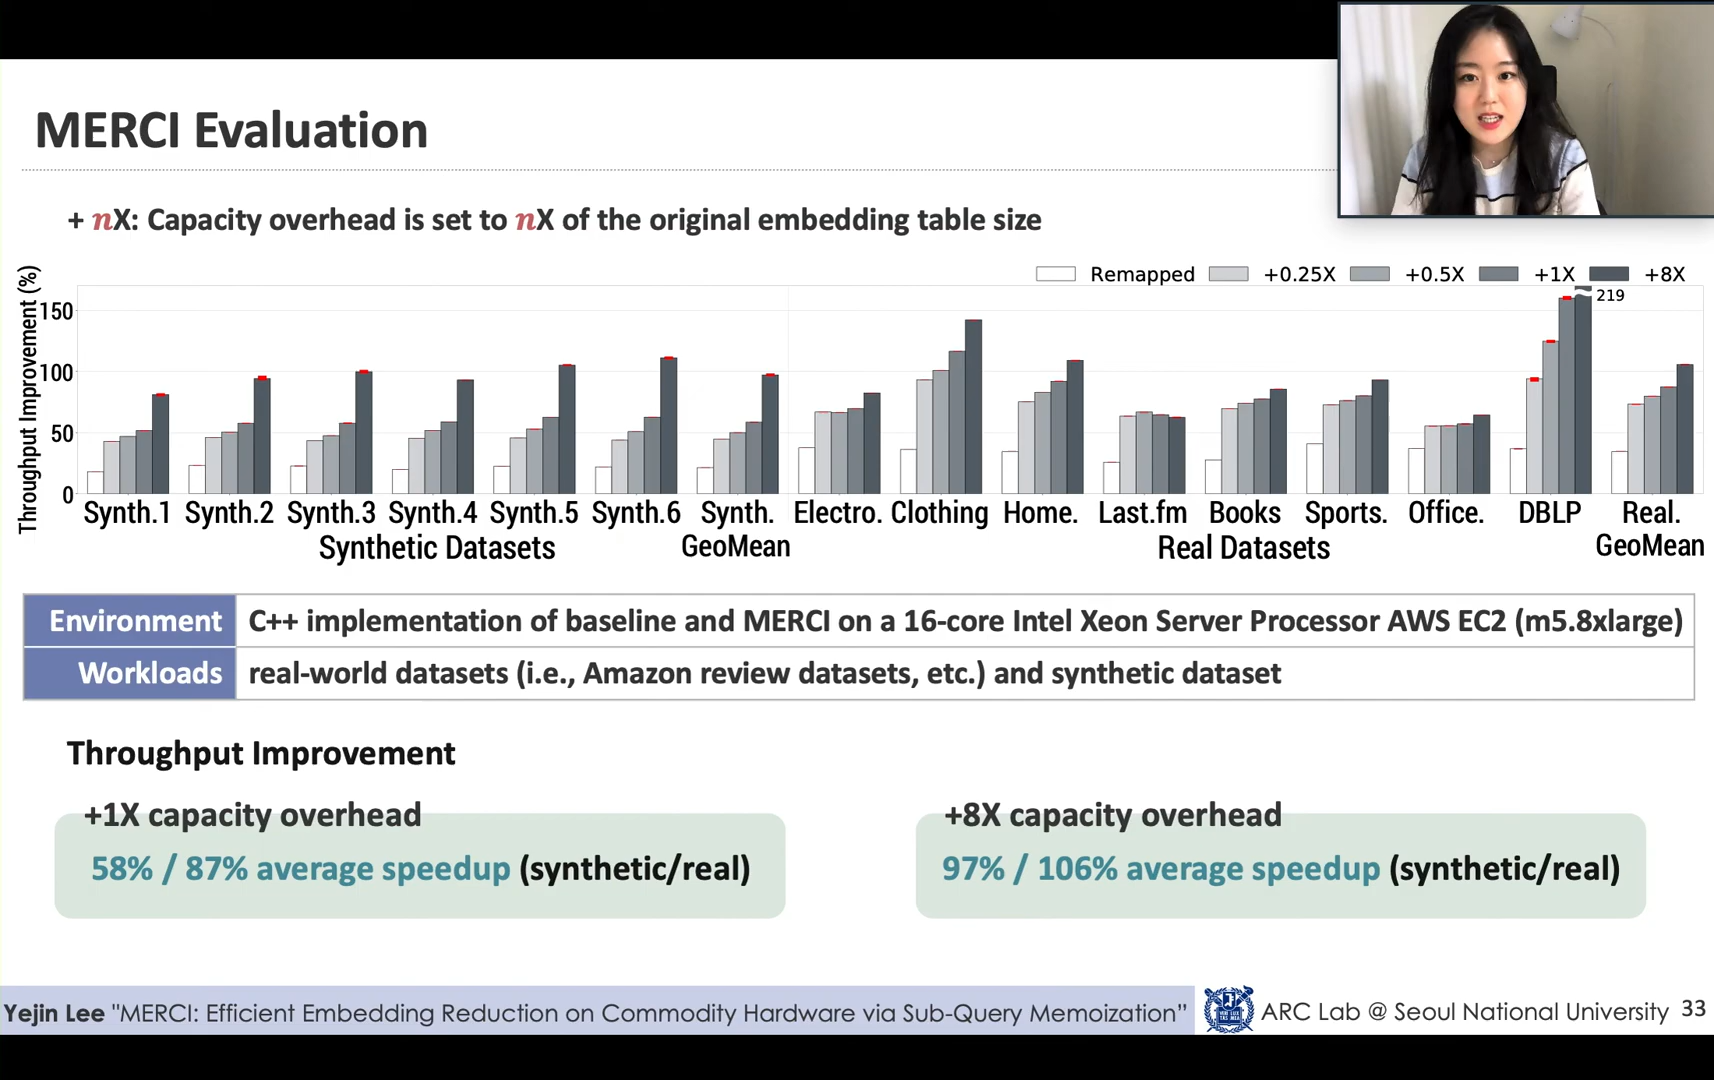 MERCI Evaluation
+ nX: Capacity overhead is set to nX of the original embedding table size
Remapped +0.25X +0.5X +1X +8X
Throughput Improvement (%)
219
150
100
50
0
Synth.1 Synth.2 Synth.3 Synth.4 Synth.5 Synth.6 Synth. Electro. Clothing Home. Last.fm Books Sports. Office. DBLP Real.
Synthetic Datasets GeoMean Real Datasets GeoMean
Environment C++ implementation of baseline and MERCI on a 16-core Intel Xeon Server Processor AWS EC2 (m5.8xlarge)
Workloads real-world datasets (i.e., Amazon review datasets, etc.) and synthetic dataset
Throughput Improvement
+1X capacity overhead
58% / 87% average speedup (synthetic/real)
+8X capacity overhead
97% / 106% average speedup (synthetic/real)
Yejin Lee "MERCI: Efficient Embedding Reduction on Commodity Hardware via Sub-Query Memoization”
ARC Lab @ Seoul National University 33